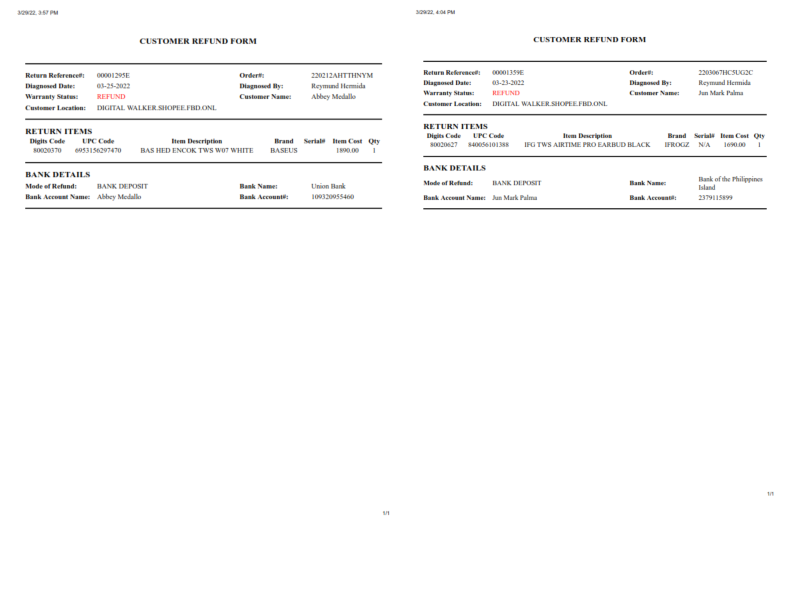 3/29/22, 3:57 PM
CUSTOMER REFUND FORM
Return Reference#: 00001295E Order#: 220212AHTTHNYM
Diagnosed Date: 03-25-2022 Diagnosed By: Reymund Hermida
Warranty Status: REFUND Customer Name: Abbey Medallo
Customer Location: DIGITAL WALKER.SHOPEE.FBD.ONL
RETURN ITEMS
Digits Code UPC Code Item Description Brand Serial# Item Cost Qty
80020370 6953156297470 BAS HED ENCOK TWS W07 WHITE BASEUS 1890.00 1
BANK DETAILS
Mode of Refund: BANK DEPOSIT Bank Name: Union Bank
Bank Account Name: Abbey Medallo Bank Account#: 109320955460
1/1
3/29/22, 4:04 PM
CUSTOMER REFUND FORM
Return Reference#: 00001359E Order#: 2203067HC5UG2C
Diagnosed Date: 03-23-2022 Diagnosed By: Reymund Hermida
Warranty Status: REFUND Customer Name: Jun Mark Palma
Customer Location: DIGITAL WALKER.SHOPEE.FBD.ONL
RETURN ITEMS
Digits Code UPC Code Item Description Brand Serial# Item Cost Qty
80020627 840056101388 IFG TWS AIRTIME PRO EARBUD BLACK IFROGZ N/A 1690.00 1
BANK DETAILS
Mode of Refund: BANK DEPOSIT Bank Name: Bank of the Philippines
Island
Bank Account Name: Jun Mark Palma Bank Account#: 2379115899
1/1